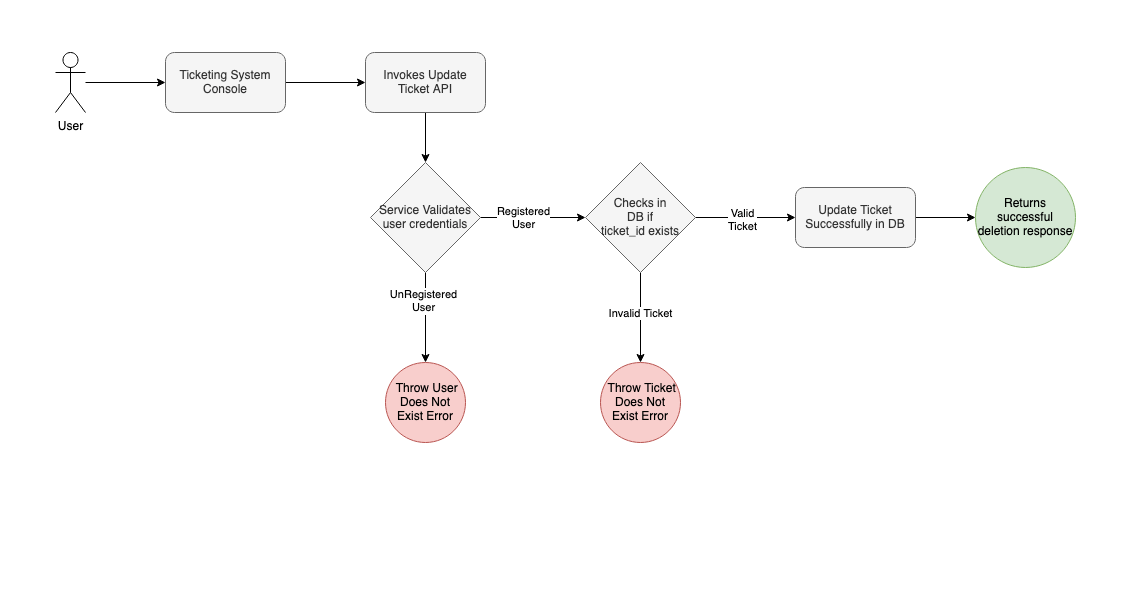 User
Ticketing System
Console
Invokes Update
Ticket API
Service Validates
user credentials
Registered
User
Checks in
DB if
ticket_id exists
Valid
Ticket
Update Ticket
Successfully in DB
Returns
successful
deletion response
UnRegistered
User
Invalid Ticket
Throw User
Does Not
Exist Error
Throw Ticket
Does Not
Exist Error